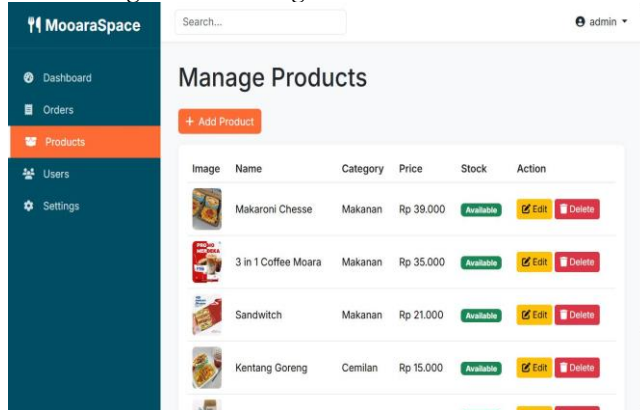 MooaraSpace
Search...
admin
Dashboard
Orders
Products
Users
Settings
Manage Products
+ Add Product
Image Name Category Price Stock Action
Makaroni Chesse Makanan Rp 39.000 Available Edit Delete
3 in 1 Coffee Moara Makanan Rp 35.000 Available Edit Delete
Sandwitch Makanan Rp 21.000 Available Edit Delete
Kentang Goreng Cemilan Rp 15.000 Available Edit Delete